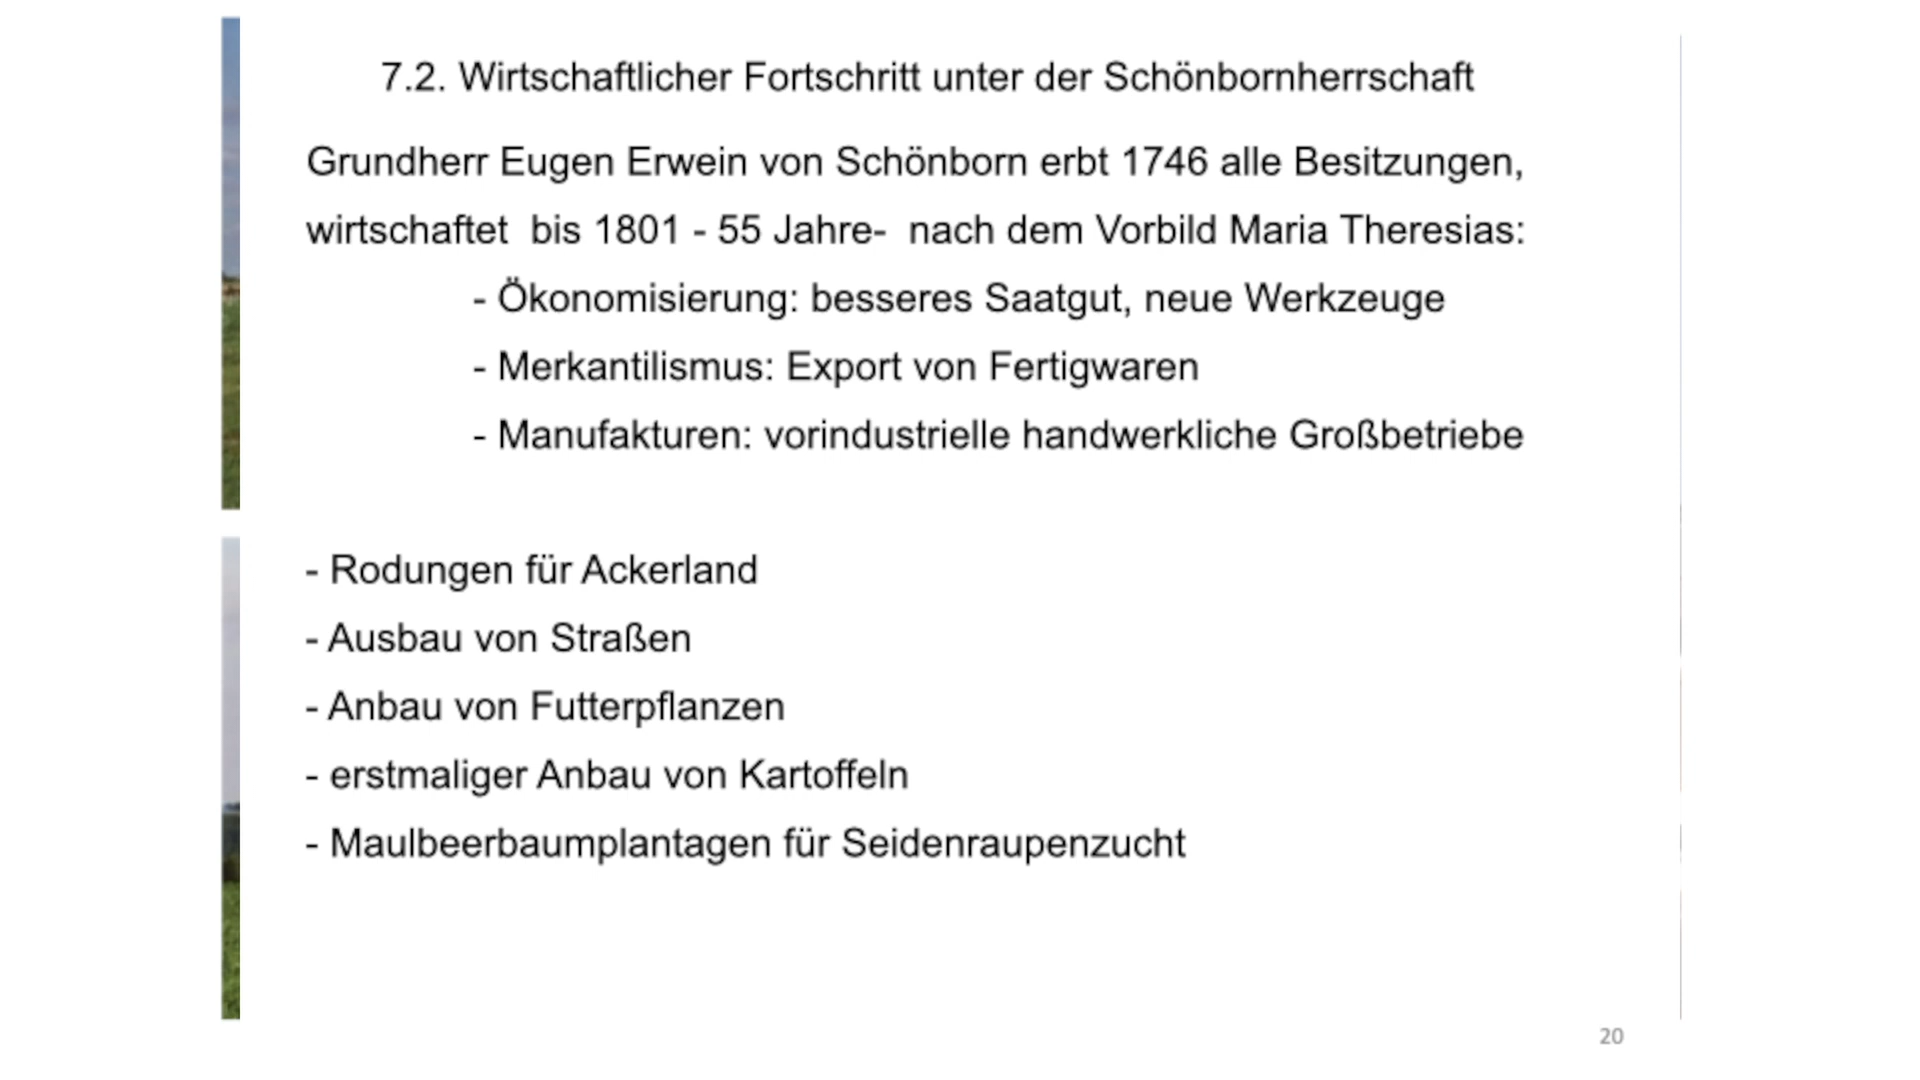 7.2. Wirtschaftlicher Fortschritt unter der Schönbornherrschaft
Grundherr Eugen Erwein von Schönborn erbt 1746 alle Besitzungen,
wirtschaftet  bis 1801 - 55 Jahre-  nach dem Vorbild Maria Theresias:
- Ökonomisierung: besseres Saatgut, neue Werkzeuge
- Merkantilismus: Export von Fertigwaren
- Manufakturen: vorindustrielle handwerkliche Großbetriebe
- Rodungen für Ackerland
- Ausbau von Straßen
- Anbau von Futterpflanzen
- erstmaliger Anbau von Kartoffeln
- Maulbeerbaumplantagen für Seidenraupenzucht
20